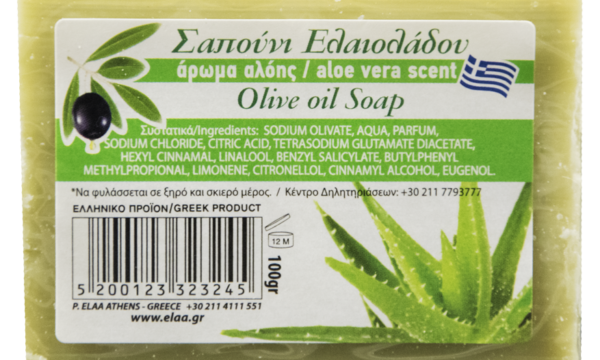 Σαπούνι Ελαιολάδου
άρωμα αλόης / aloe vera scent
Olive oil Soap
Συστατικά/Ingredients: SODIUM OLIVATE, AQUA, PARFUM,
SODIUM CHLORIDE, CITRIC ACID, TETRASODIUM GLUTAMATE DIACETATE,
HEXYL CINNAMAL, LINALOOL, BENZYL SALICYLATE, BUTYLPHENYL
METHYLPROPIONAL, LIMONENE, CITRONELLOL, CINNAMYL ALCOHOL, EUGENOL.
*Να φυλάσσεται σε ξηρό και σκιερό μέρος. / Κέντρο Δηλητηριάσεων: +30 211 7793777
ΕΛΛΗΝΙΚΟ ΠΡΟΪΟΝ/GREEK PRODUCT
12 M
100gr
5 200123 323245
P. ELAA ATHENS - GREECE +30 211 4111 551
www.elaa.gr